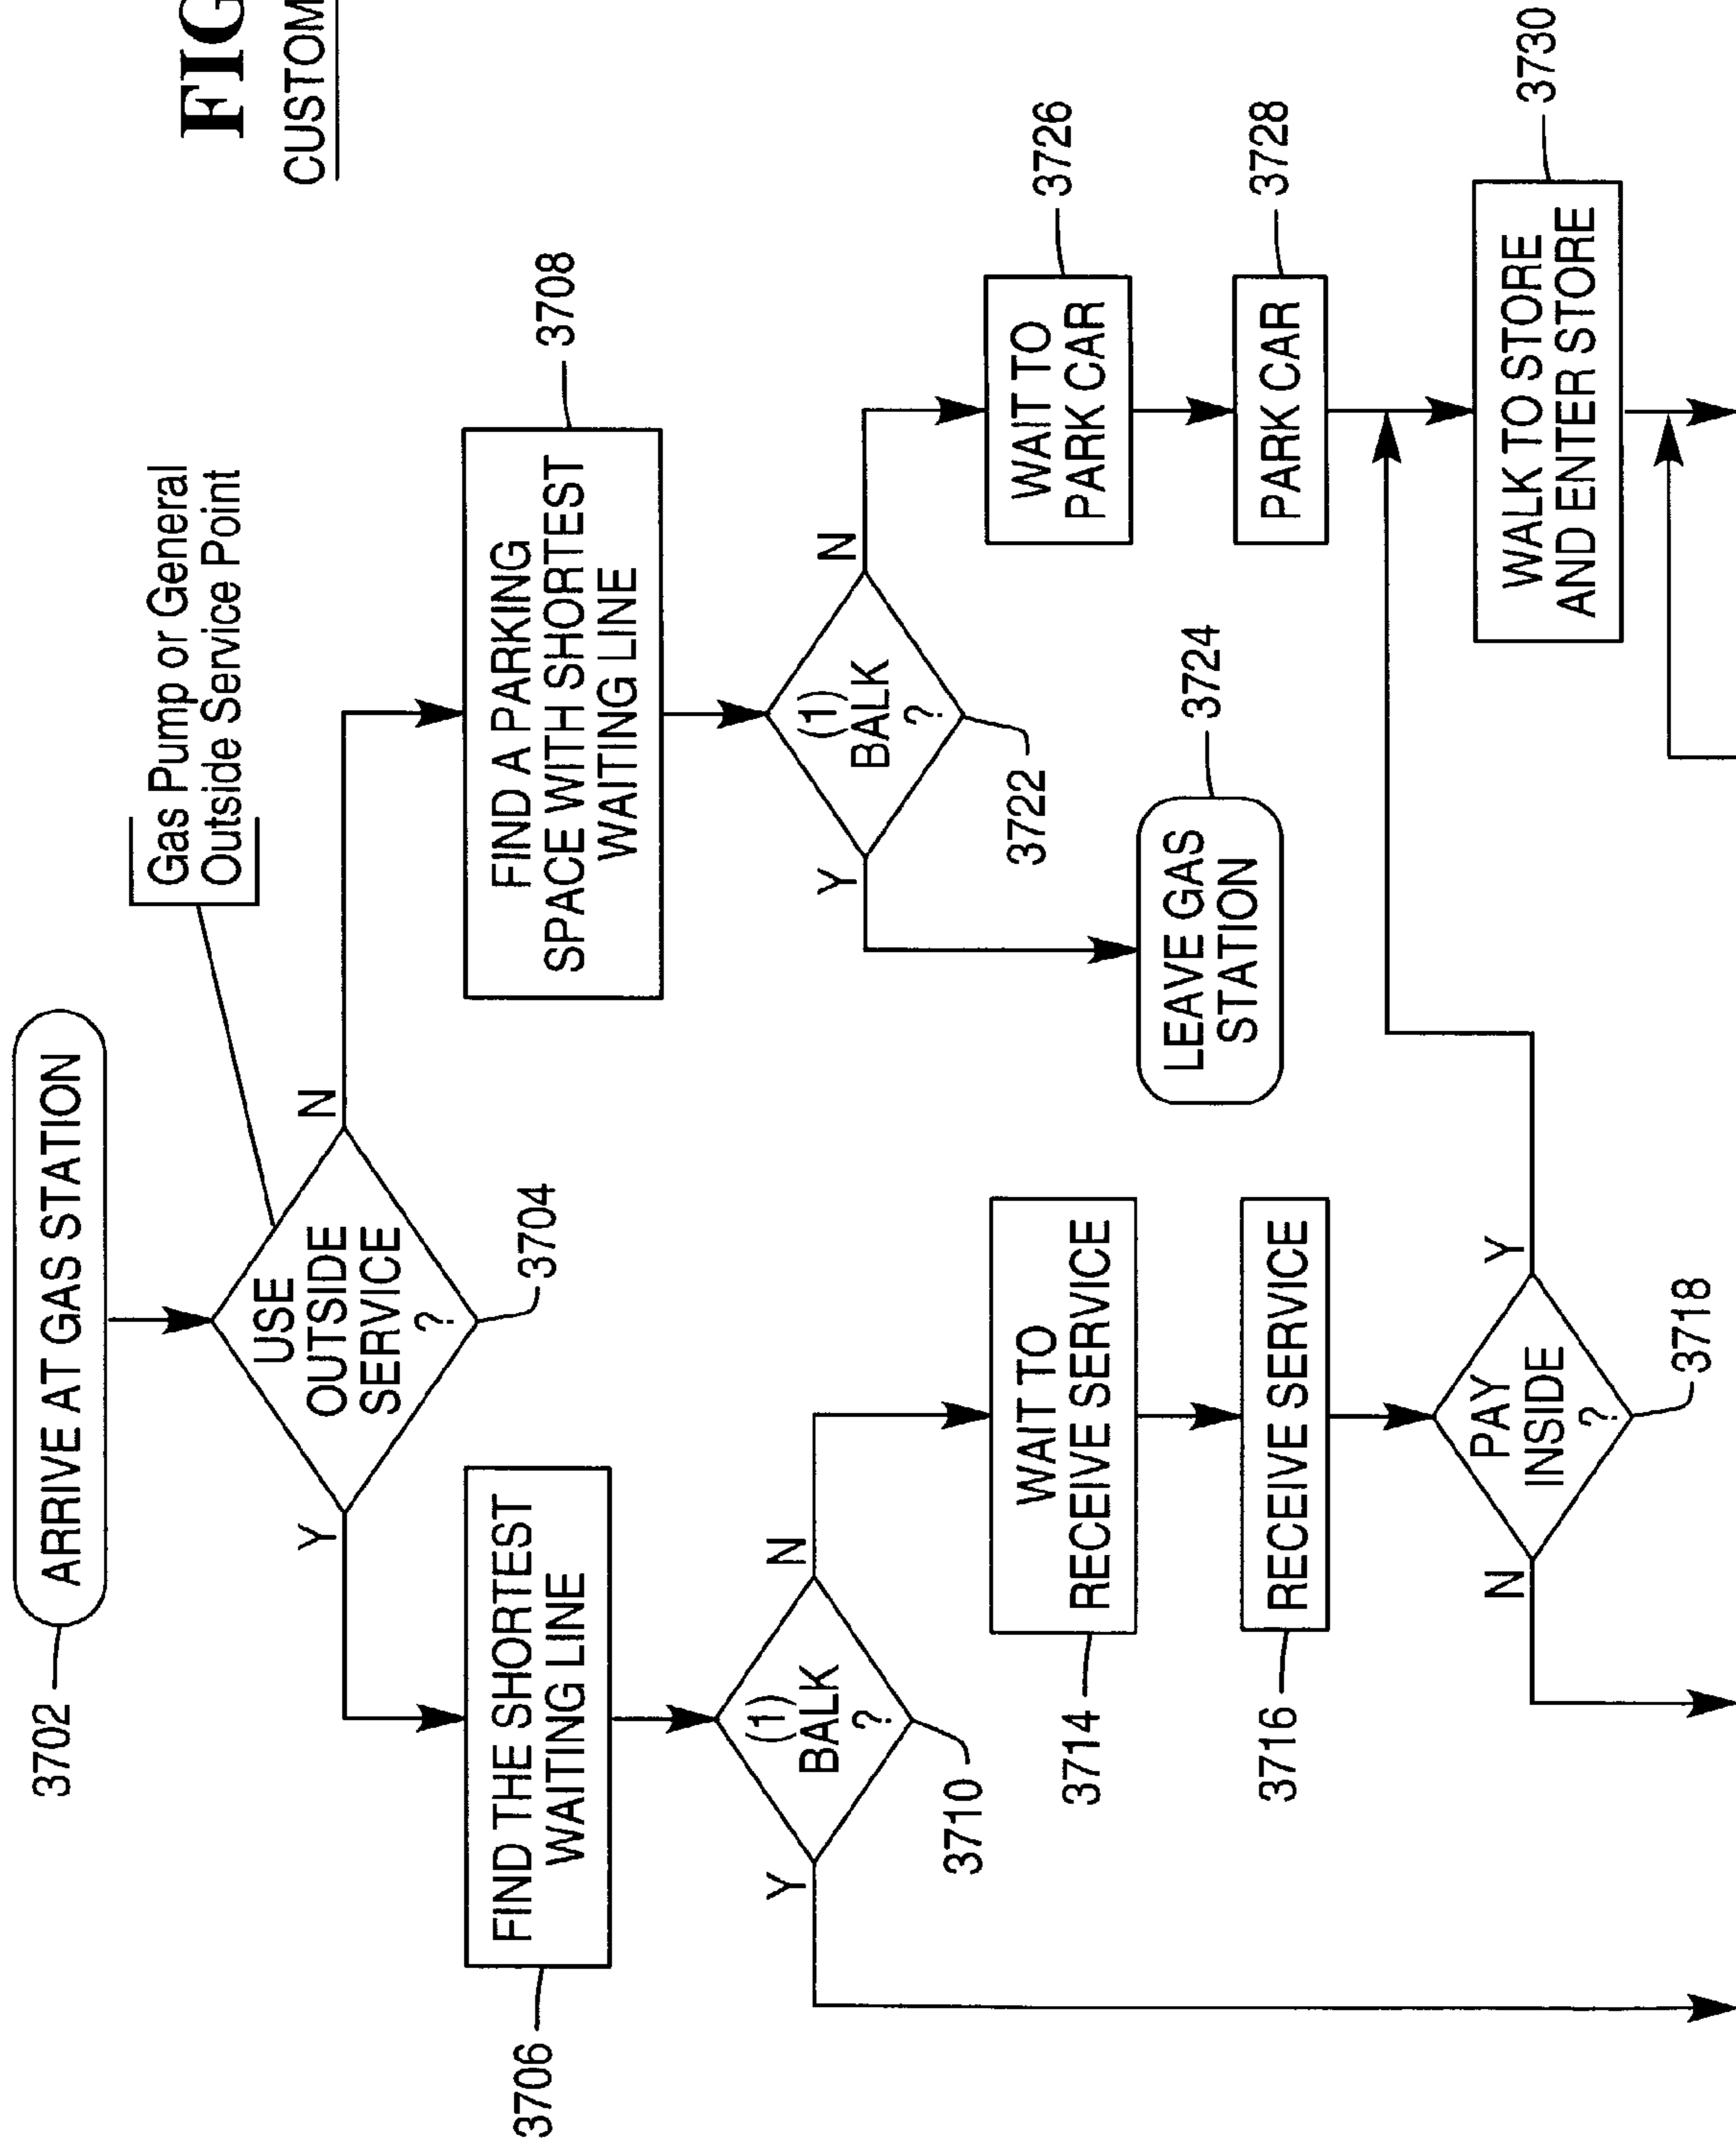 FIG
CUSTOM
Gas Pump or General
Outside Service Point
3702
ARRIVE AT GAS STATION
USE
OUTSIDE
SERVICE
?
Y
N
3704
3706
FIND THE SHORTEST
WAITING LINE
FIND A PARKING
SPACE WITH SHORTEST
WAITING LINE
3708
Y
(1)
BALK
?
N
3710
Y
(1)
BALK
?
N
3722
3714
WAIT TO
RECEIVE SERVICE
3716
RECEIVE SERVICE
LEAVE GAS
STATION
3724
WAIT TO
PARK CAR
3726
PARK CAR
3728
N
PAY
INSIDE
?
Y
3718
WALK TO STORE
AND ENTER STORE
3730